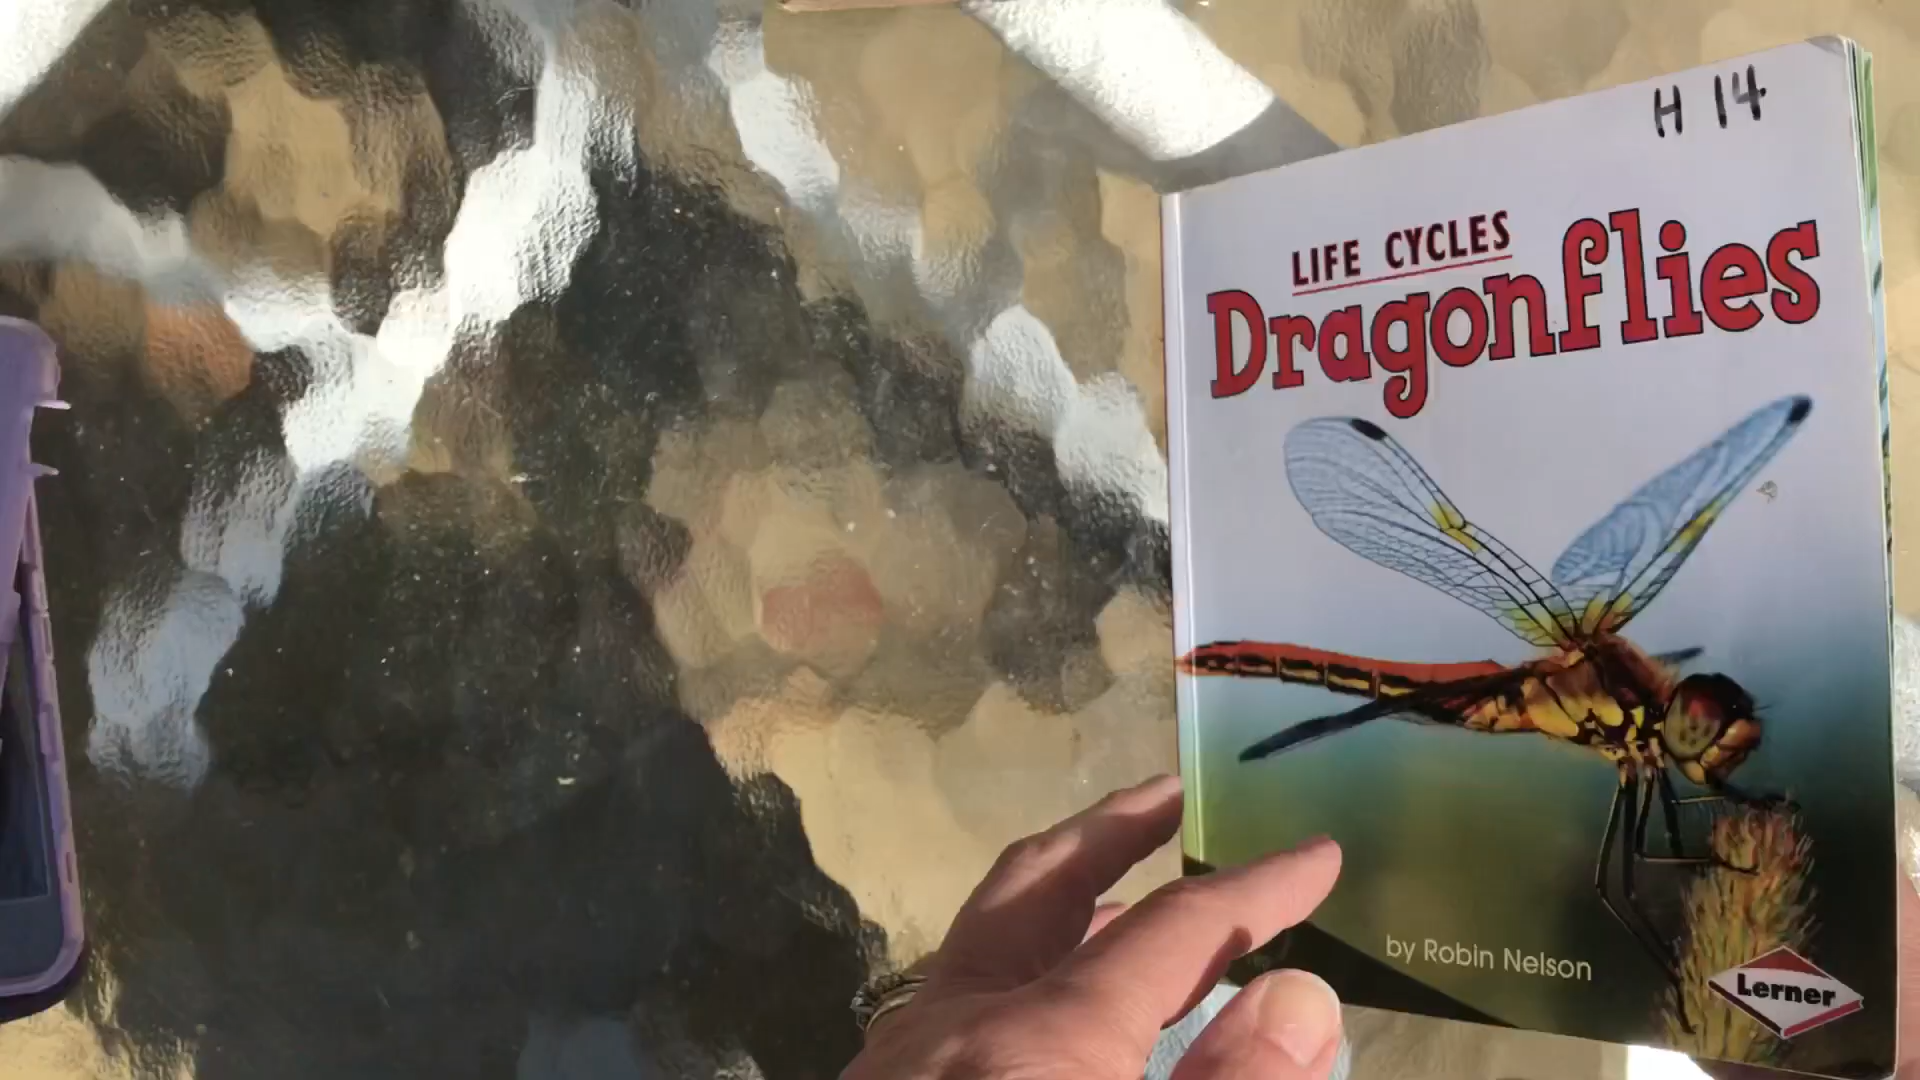 H 14
LIFE CYCLES
Dragonflies
by Robin Nelson
Lerner